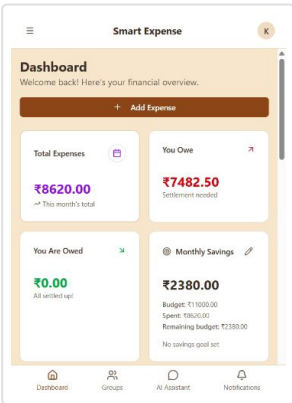 Smart Expense
K
Dashboard
Welcome back! Here's your financial overview.
+ Add Expense
Total Expenses
₹8620.00
This month's total
You Owe
₹7482.50
Settlement needed
You Are Owed
₹0.00
All settled up!
Monthly Savings
₹2380.00
Budget: ₹11000.00
Spent: ₹8620.00
Remaining budget: ₹2380.00
No savings goal set
Dashboard
Groups
AI Assistant
Notifications